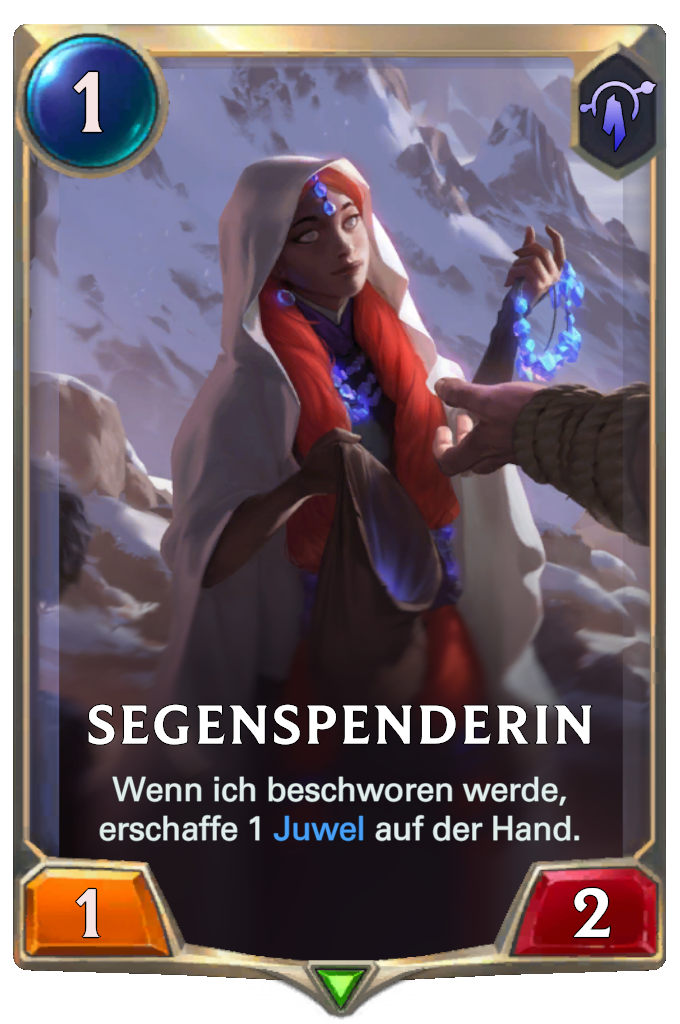 1
SEGENSPENDERIN
Wenn ich beschworen werde,
erschaffe 1 Juwel auf der Hand.
1
2